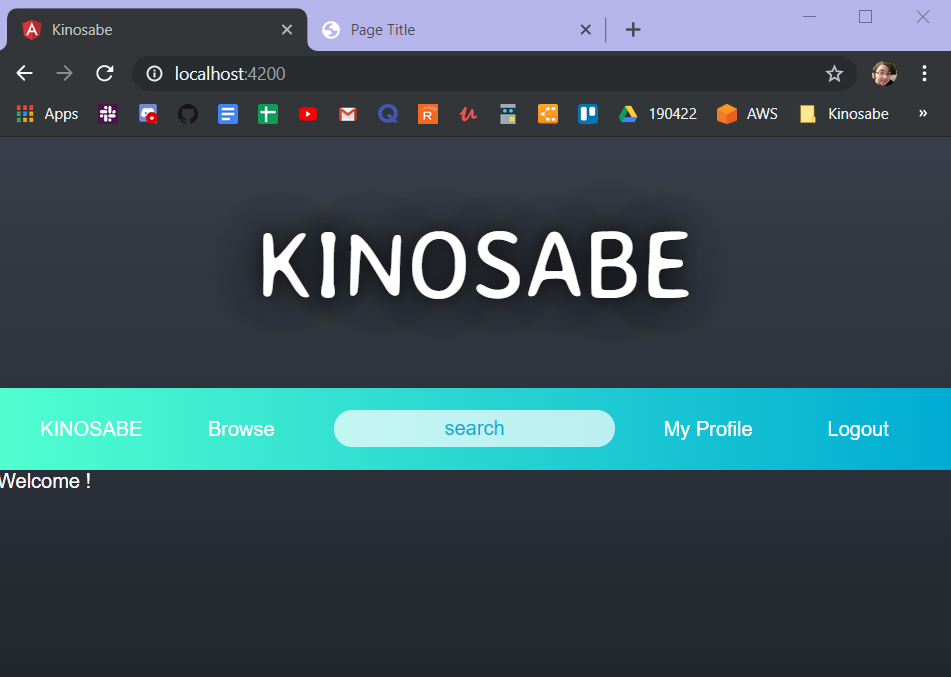 Kinosabe
Page Title
localhost:4200
Apps
190422
AWS
Kinosabe
»
KINOSABE
KINOSABE
Browse
search
My Profile
Logout
Welcome !